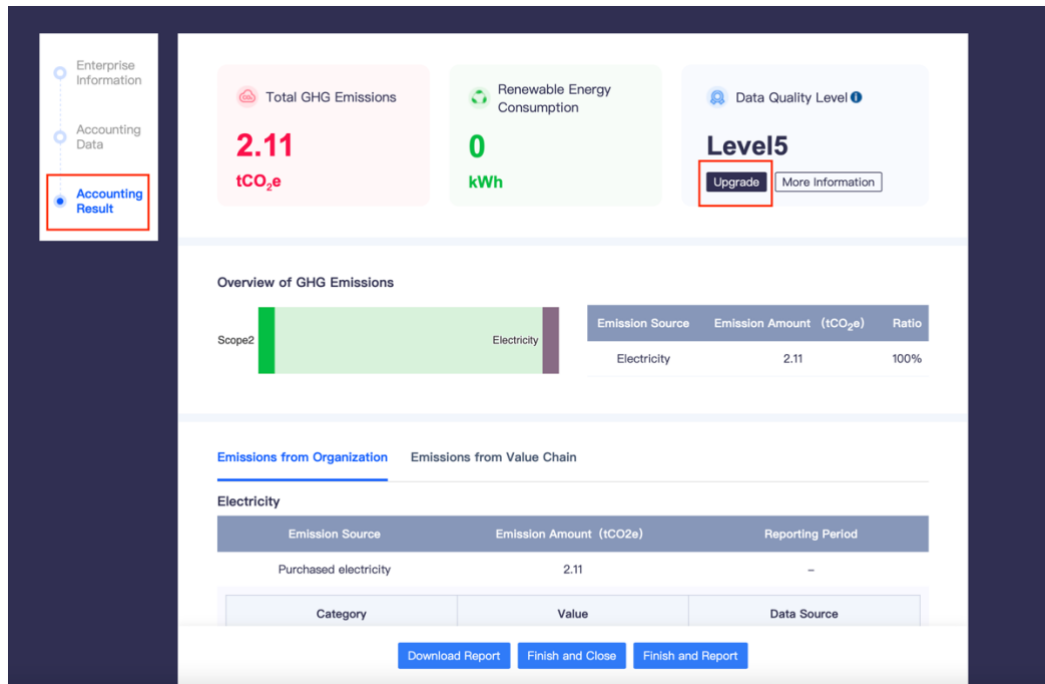 Enterprise
Information
Accounting
Data
Accounting
Result
Total GHG Emissions
2.11
tCO₂e
Renewable Energy
Consumption
0
kWh
Data Quality Level
Level5
Upgrade More Information
Overview of GHG Emissions
Scope2 Electricity
Emission Source Emission Amount （tCO₂e) Ratio
Electricity 2.11 100%
Emissions from Organization Emissions from Value Chain
Electricity
Emission Source Emission Amount（tCO2e) Reporting Period
Purchased electricity 2.11 –
Category Value Data Source
Download Report Finish and Close Finish and Report